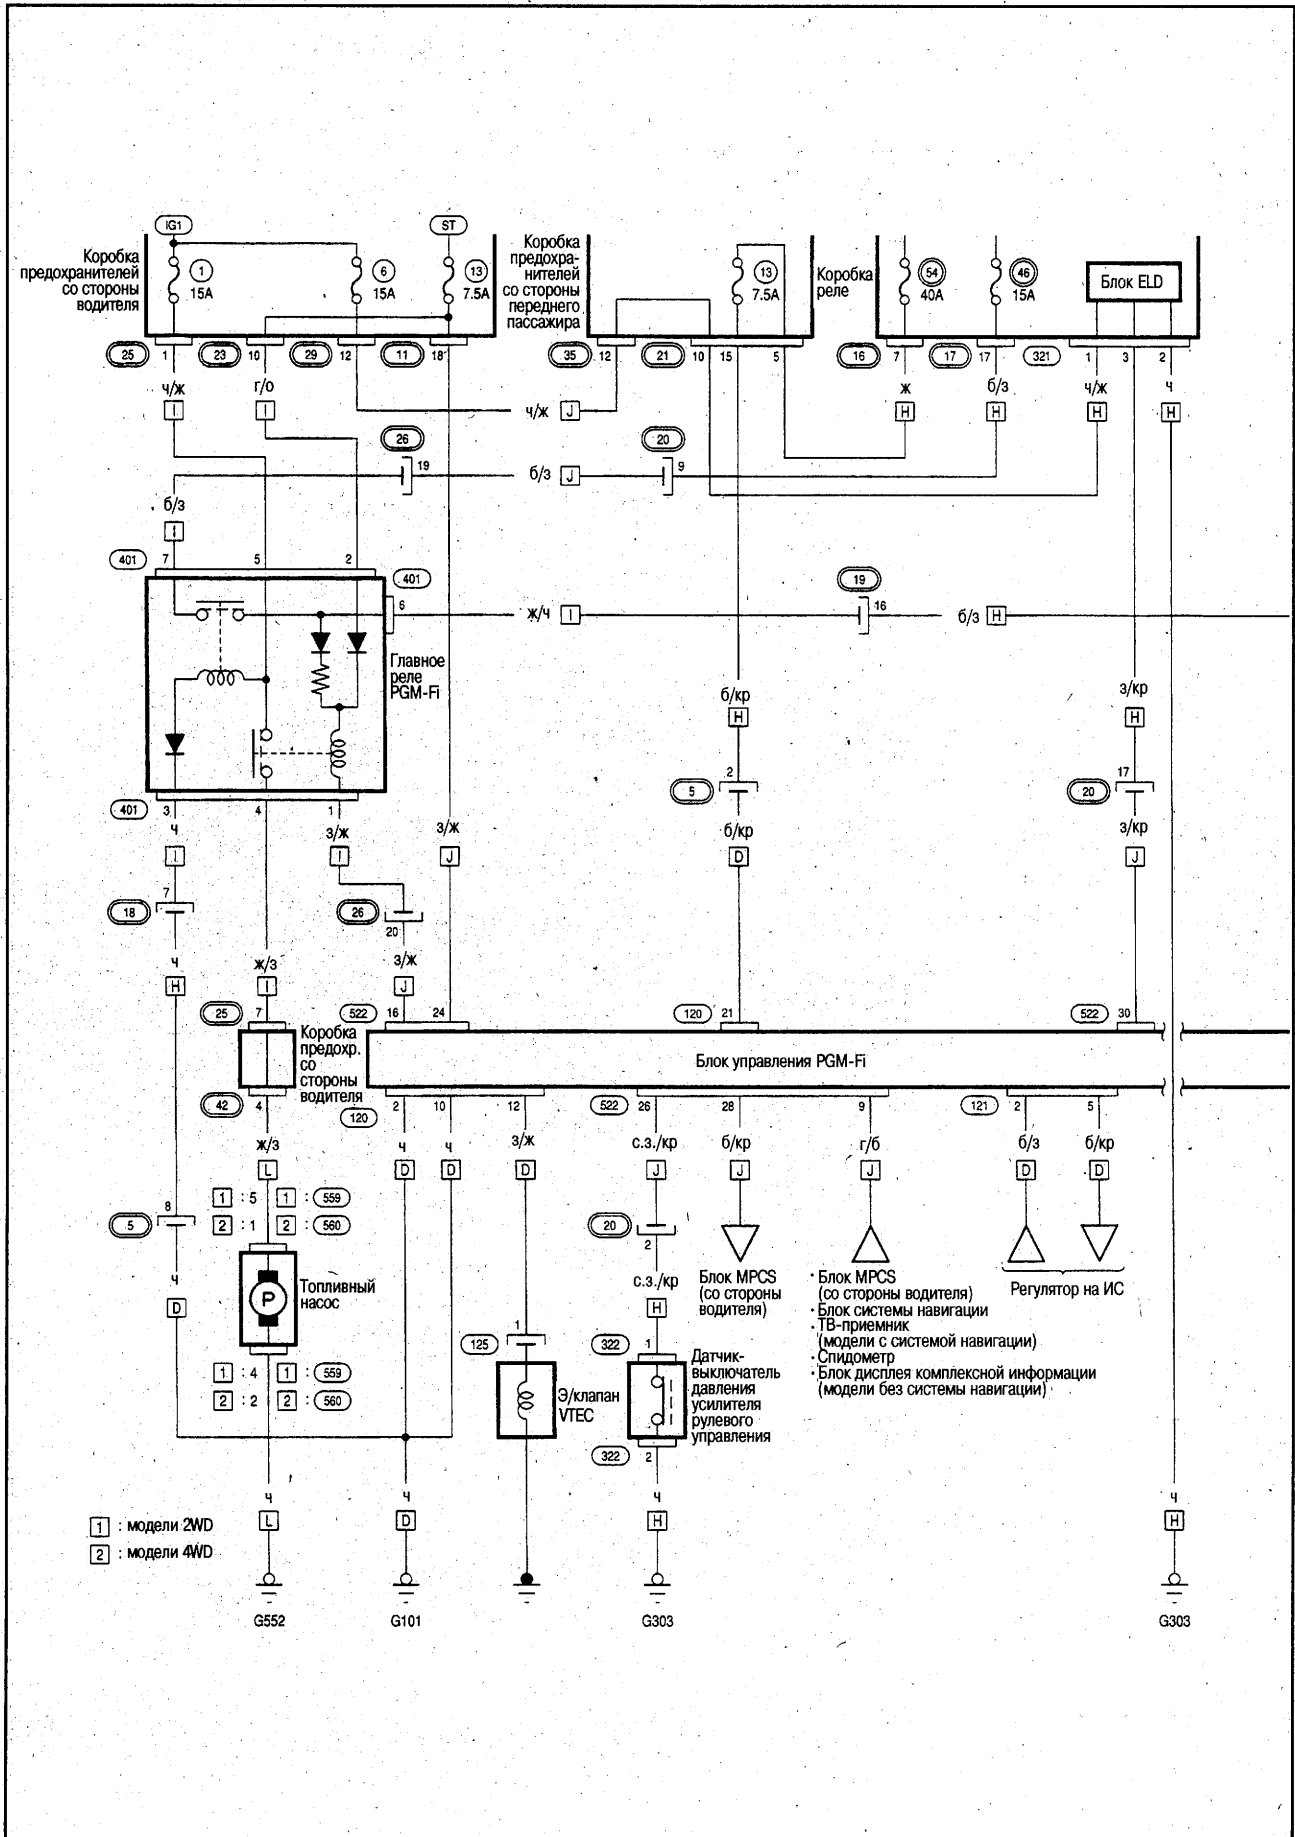 IG1
ST
Коробка
предохранителей
со стороны
водителя
1
15A
6
15A
13
7.5A
Коробка
предохра-
нителей
со стороны
переднего
пассажира
13
7.5A
Коробка
реле
54
40A
46
15A
Блок ELD
25 1 23 10 29 12 11 18 35 12 21 10 15 5 16 7 17 17 321 1 3 2
ч/ж г/о ж б/з ч/ж ч
I I ч/ж J H H H H
26 20
19 б/з J 9
б/з
I
401 7 5 2
401
6 ж/ч I 19 16 б/з H
Главное
реле
PGM-Fi
б/кр
H
з/кр
H
401 3 4 1
ч з/ж з/ж
I I J
2
5
б/кр
D
17
20
з/кр
J
7
18
26
20
ч ж/з з/ж
H I J
25 7 522 16 24 120 21 522 30
Коробка
предохр.
со
стороны
водителя
Блок управления PGM-Fi
42 4 120 2 10 12 522 26 28 9 121 2 5
ж/з ч ч з/ж с.з./кр б/кр г/б б/з б/кр
L D D D J J J D D
1 : 5 1 : 559
2 : 1 2 : 560
8
5
20
2
ч
D
P
Топливный
насос
с.з./кр
H
Блок MPCS
(со стороны
водителя)
· Блок MPCS
(со стороны водителя)
· Блок системы навигации
· ТВ-приемник
(модели с системой навигации)
· Спидометр
· Блок дисплея комплексной информации
(модели без системы навигации)
Регулятор на ИС
1 : 4 1 : 559
2 : 2 2 : 560
125 1
Э/клапан
VTEC
322 1
Датчик-
выключатель
давления
усилителя
рулевого
управления
322 2
ч ч ч ч
L D H H
1 : модели 2WD
2 : модели 4WD
G552 G101 G303 G303